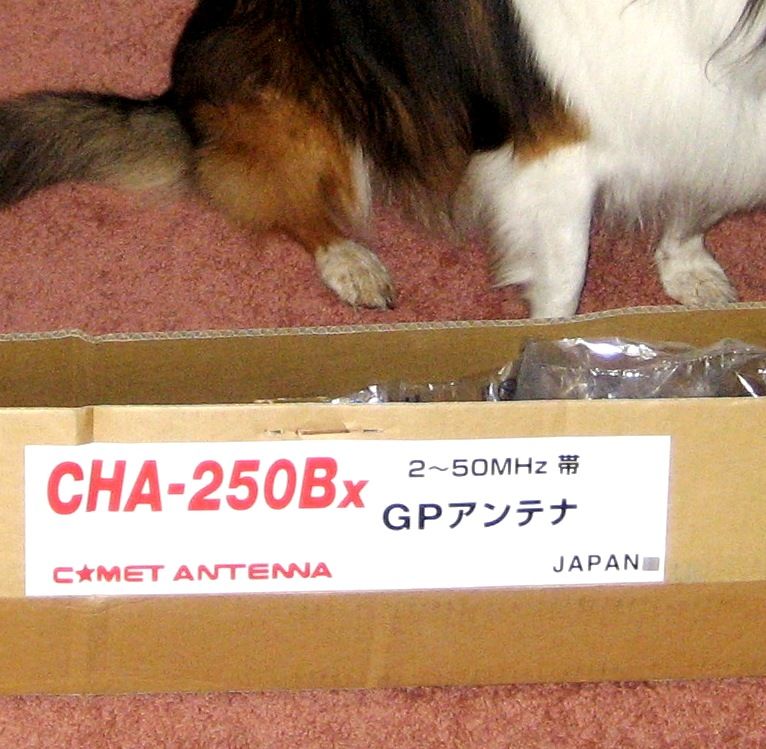 CHA-250Bx
2～50MHz 帯
GPアンテナ
C★MET ANTENNA
JAPAN